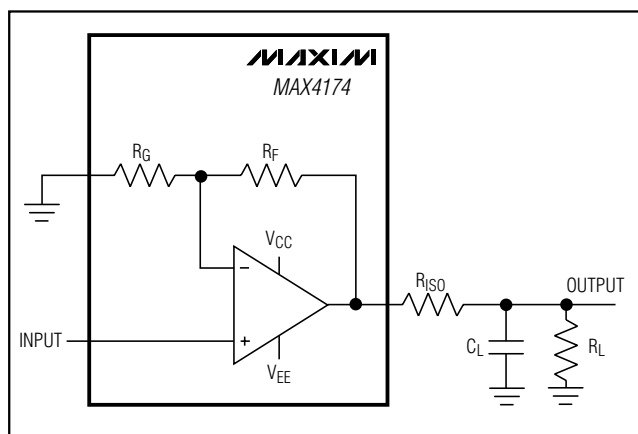 MAXIM
MAX4174
RG
RF
VCC
−
RISO
OUTPUT
INPUT
+
CL
RL
VEE